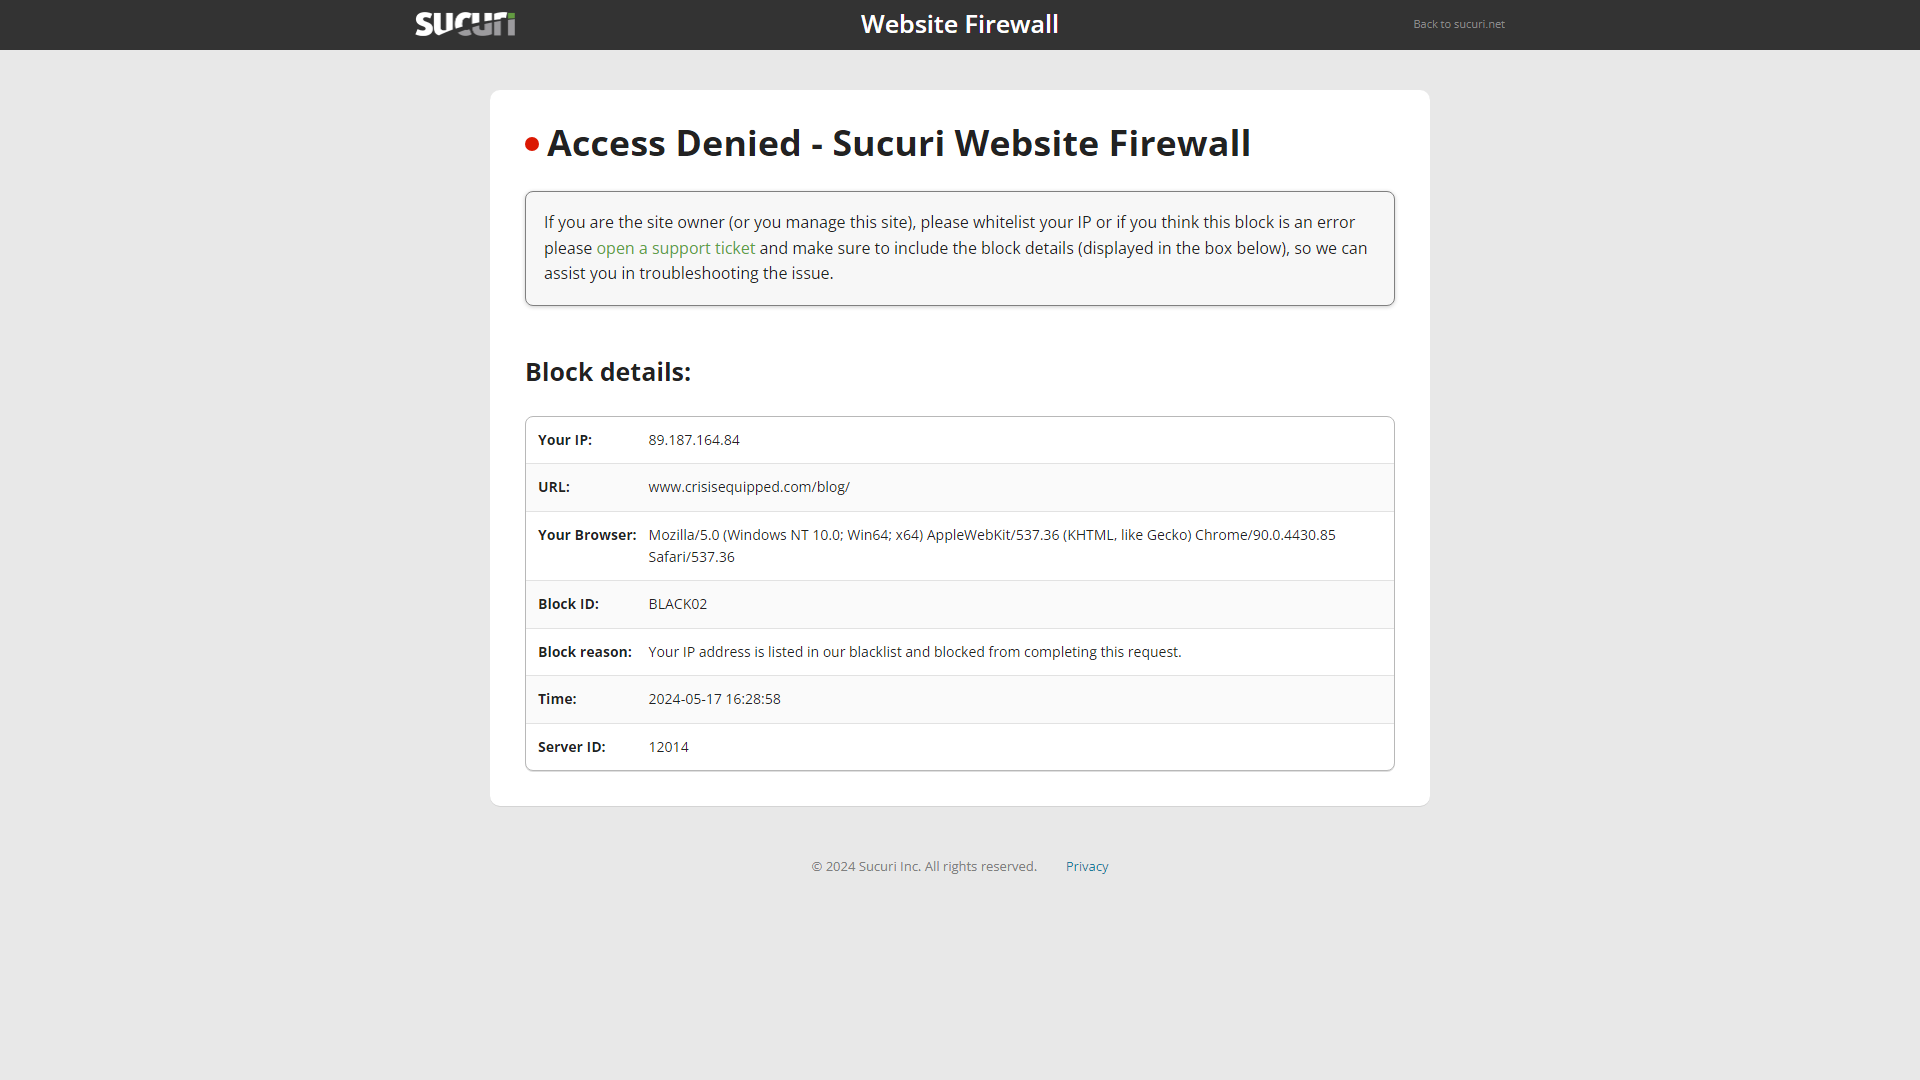 sucuri
Website Firewall
Back to sucuri.net
Access Denied - Sucuri Website Firewall
If you are the site owner (or you manage this site), please whitelist your IP or if you think this block is an error
please open a support ticket and make sure to include the block details (displayed in the box below), so we can
assist you in troubleshooting the issue.
Block details:
Your IP: 89.187.164.84
URL: www.crisisequipped.com/blog/
Your Browser: Mozilla/5.0 (Windows NT 10.0; Win64; x64) AppleWebKit/537.36 (KHTML, like Gecko) Chrome/90.0.4430.85
Safari/537.36
Block ID: BLACK02
Block reason: Your IP address is listed in our blacklist and blocked from completing this request.
Time: 2024-05-17 16:28:58
Server ID: 12014
© 2024 Sucuri Inc. All rights reserved. Privacy